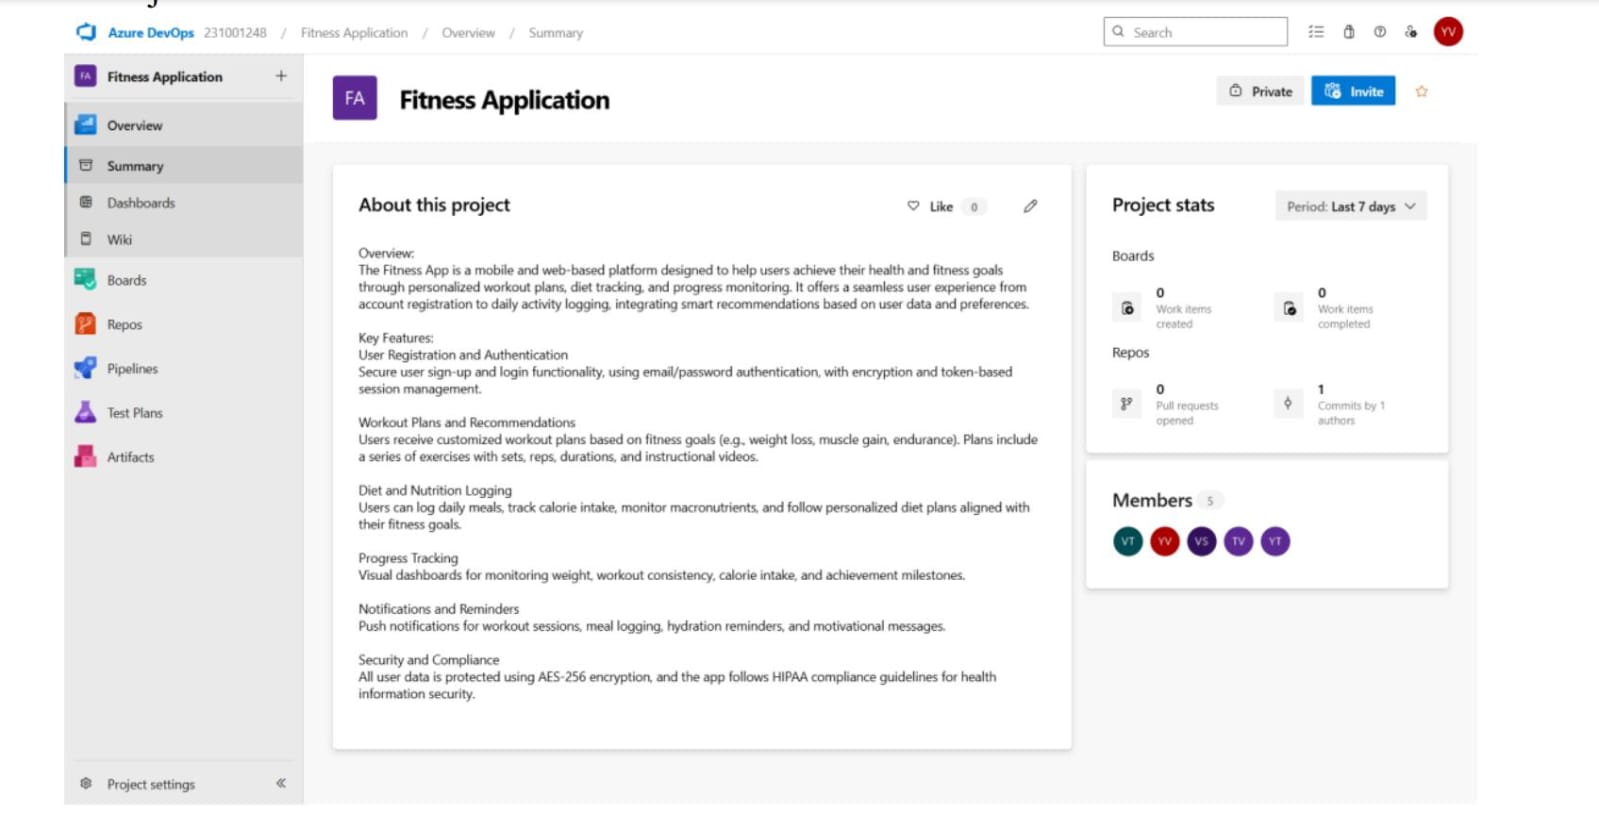 Azure DevOps 231001248 / Fitness Application / Overview / Summary
Search
YV
FA Fitness Application +
Overview
Summary
Dashboards
Wiki
Boards
Repos
Pipelines
Test Plans
Artifacts
Project settings
FA Fitness Application
Private
Invite
About this project
Like 0
Overview:
The Fitness App is a mobile and web-based platform designed to help users achieve their health and fitness goals
through personalized workout plans, diet tracking, and progress monitoring. It offers a seamless user experience from
account registration to daily activity logging, integrating smart recommendations based on user data and preferences.
Key Features:
User Registration and Authentication
Secure user sign-up and login functionality, using email/password authentication, with encryption and token-based
session management.
Workout Plans and Recommendations
Users receive customized workout plans based on fitness goals (e.g., weight loss, muscle gain, endurance). Plans include
a series of exercises with sets, reps, durations, and instructional videos.
Diet and Nutrition Logging
Users can log daily meals, track calorie intake, monitor macronutrients, and follow personalized diet plans aligned with
their fitness goals.
Progress Tracking
Visual dashboards for monitoring weight, workout consistency, calorie intake, and achievement milestones.
Notifications and Reminders
Push notifications for workout sessions, meal logging, hydration reminders, and motivational messages.
Security and Compliance
All user data is protected using AES-256 encryption, and the app follows HIPAA compliance guidelines for health
information security.
Project stats
Period: Last 7 days
Boards
0
Work items
created
0
Work items
completed
Repos
0
Pull requests
opened
1
Commits by 1
authors
Members 5
VT YV VS TV YT